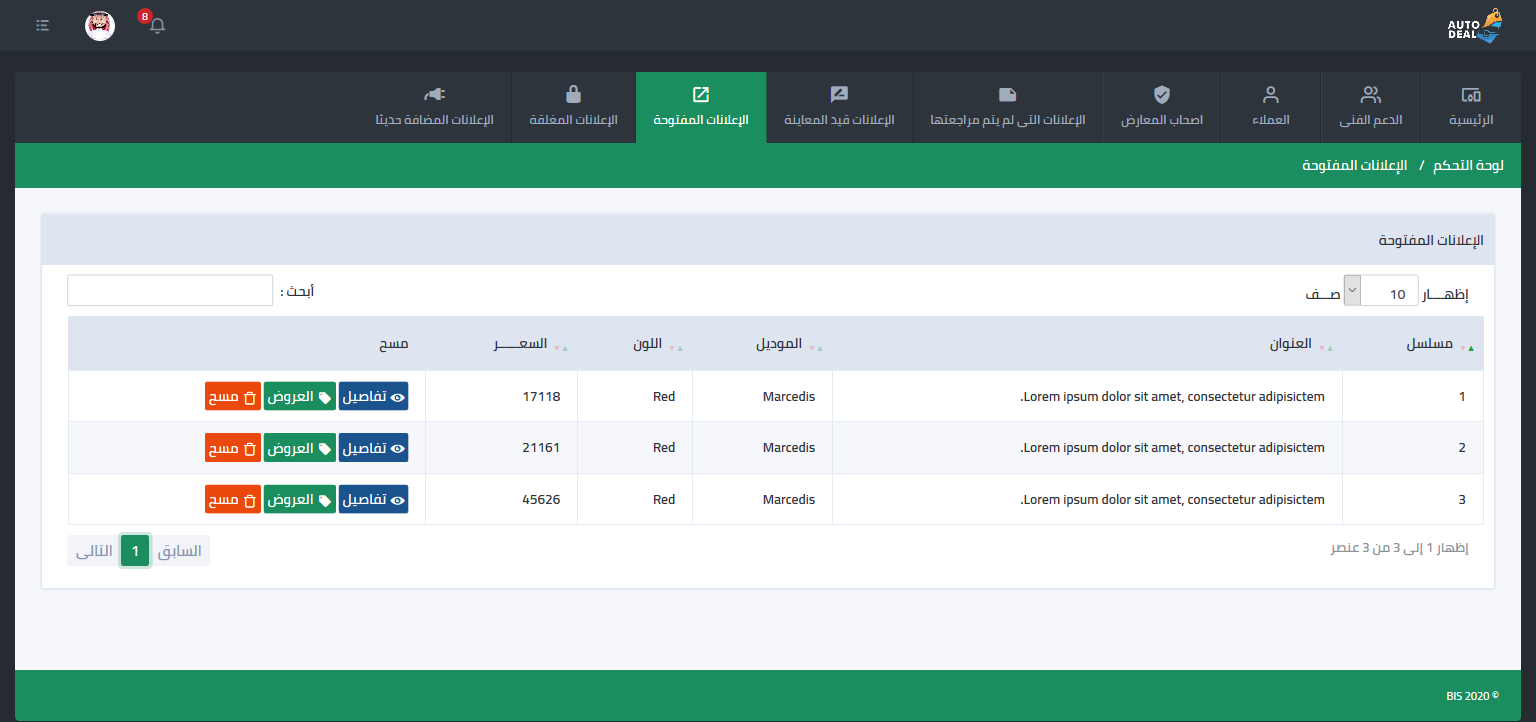 8
AUTO
DEAL
الرئيسية
الدعم الفنى
العملاء
اصحاب المعارض
الإعلانات التى لم يتم مراجعتها
الإعلانات قيد المعاينة
الإعلانات المفتوحة
الإعلانات المغلقة
الإعلانات المضافة حديثا
لوحة التحكم / الإعلانات المفتوحة
الإعلانات المفتوحة
إظهـــار 10 صـــف
أبحث :
مسلسل العنوان الموديل اللون السعـــــر مسح
1 Lorem ipsum dolor sit amet, consectetur adipisictem. Marcedis Red 17118 تفاصيل العروض مسح
2 Lorem ipsum dolor sit amet, consectetur adipisictem. Marcedis Red 21161 تفاصيل العروض مسح
3 Lorem ipsum dolor sit amet, consectetur adipisictem. Marcedis Red 45626 تفاصيل العروض مسح
إظهار 1 إلى 3 من 3 عنصر
السابق 1 التالى
BIS 2020 ©